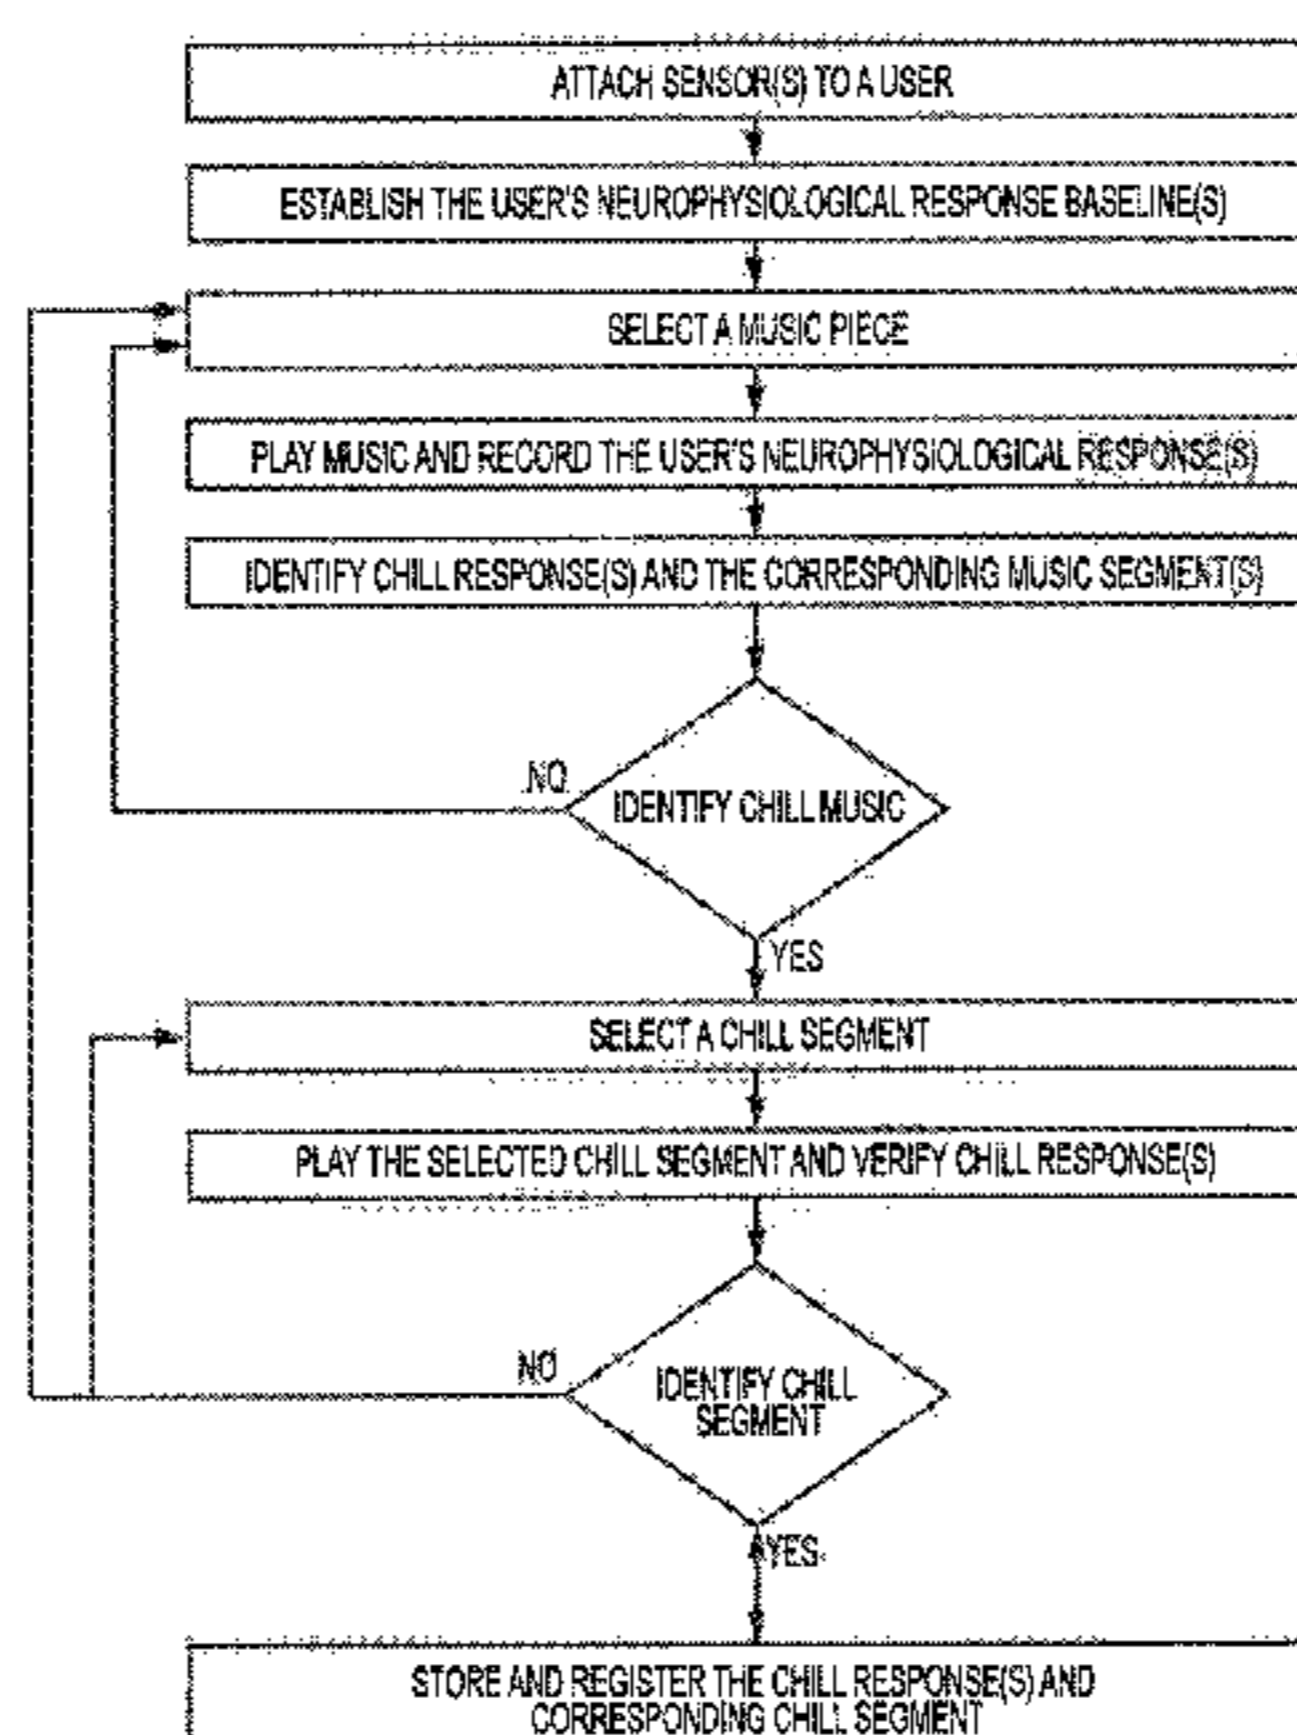 ATTACH SENSOR(S) TO A USER
ESTABLISH THE USER'S NEUROPHYSIOLOGICAL RESPONSE BASELINE(S)
SELECT A MUSIC PIECE
PLAY MUSIC AND RECORD THE USER'S NEUROPHYSIOLOGICAL RESPONSE(S)
IDENTIFY CHILL RESPONSE(S) AND THE CORRESPONDING MUSIC SEGMENT(S)
NO
IDENTIFY CHILL MUSIC
YES
SELECT A CHILL SEGMENT
PLAY THE SELECTED CHILL SEGMENT AND VERIFY CHILL RESPONSE(S)
NO
IDENTIFY CHILL
SEGMENT
YES
STORE AND REGISTER THE CHILL RESPONSE(S) AND
CORRESPONDING CHILL SEGMENT